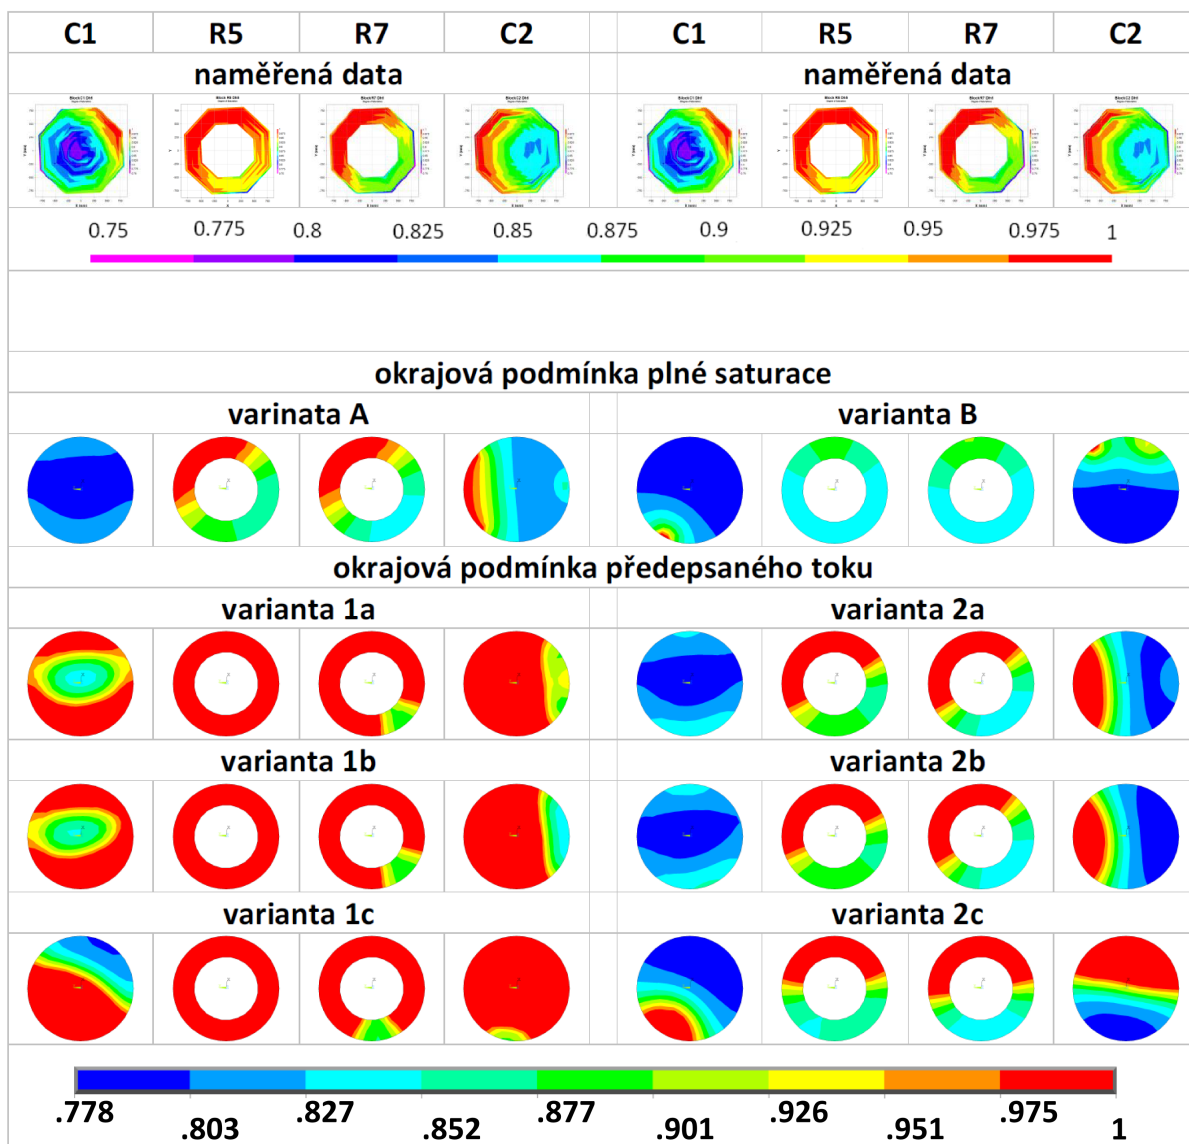 C1 R5 R7 C2 C1 R5 R7 C2
naměřená data naměřená data
0.75 0.775 0.8 0.825 0.85 0.875 0.9 0.925 0.95 0.975 1
okrajová podmínka plné saturace
varinata A varianta B
okrajová podmínka předepsaného toku
varianta 1a varianta 2a
varianta 1b varianta 2b
varianta 1c varianta 2c
.778 .827 .877 .926 .975
.803 .852 .901 .951 1